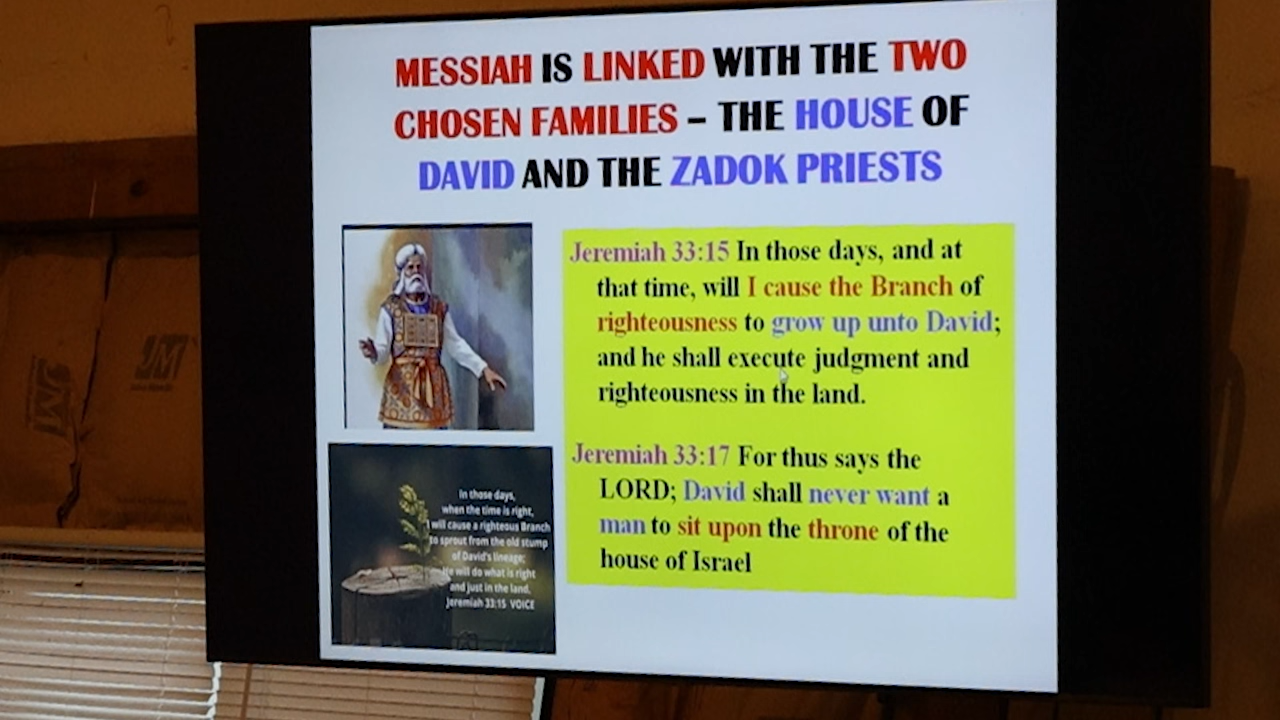 MESSIAH IS LINKED WITH THE TWO
CHOSEN FAMILIES – THE HOUSE OF
DAVID AND THE ZADOK PRIESTS
Jeremiah 33:15 In those days, and at
that time, will I cause the Branch of
righteousness to grow up unto David;
and he shall execute judgment and
righteousness in the land.
Jeremiah 33:17 For thus says the
LORD; David shall never want a
man to sit upon the throne of the
house of Israel
In those days,
when the time is right,
I will cause a righteous Branch
to sprout from the old stump
of David's lineage;
He will do what is right
and just in the land.
Jeremiah 33:15 VOICE
JM
JM